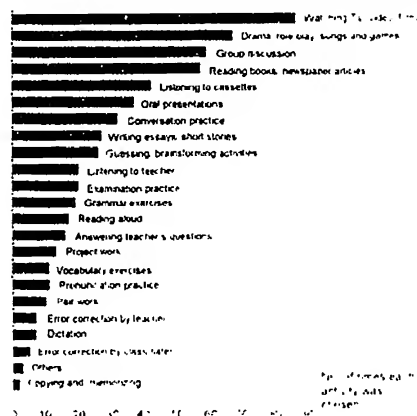 Drama, role play, songs and games
Group discussion
Reading books, newspaper articles
Listening to cassettes
Oral presentations
Conversation practice
Writing essays, short stories
Guessing, brainstorming activities
Listening to teacher
Examination practice
Grammar exercises
Reading aloud
Answering teacher's questions
Project work
Vocabulary exercises
Pronunciation practice
Pair work
Error correction by teacher
Dictation
Error correction by classmates
Others
Copying and memorizing
activity was
chosen